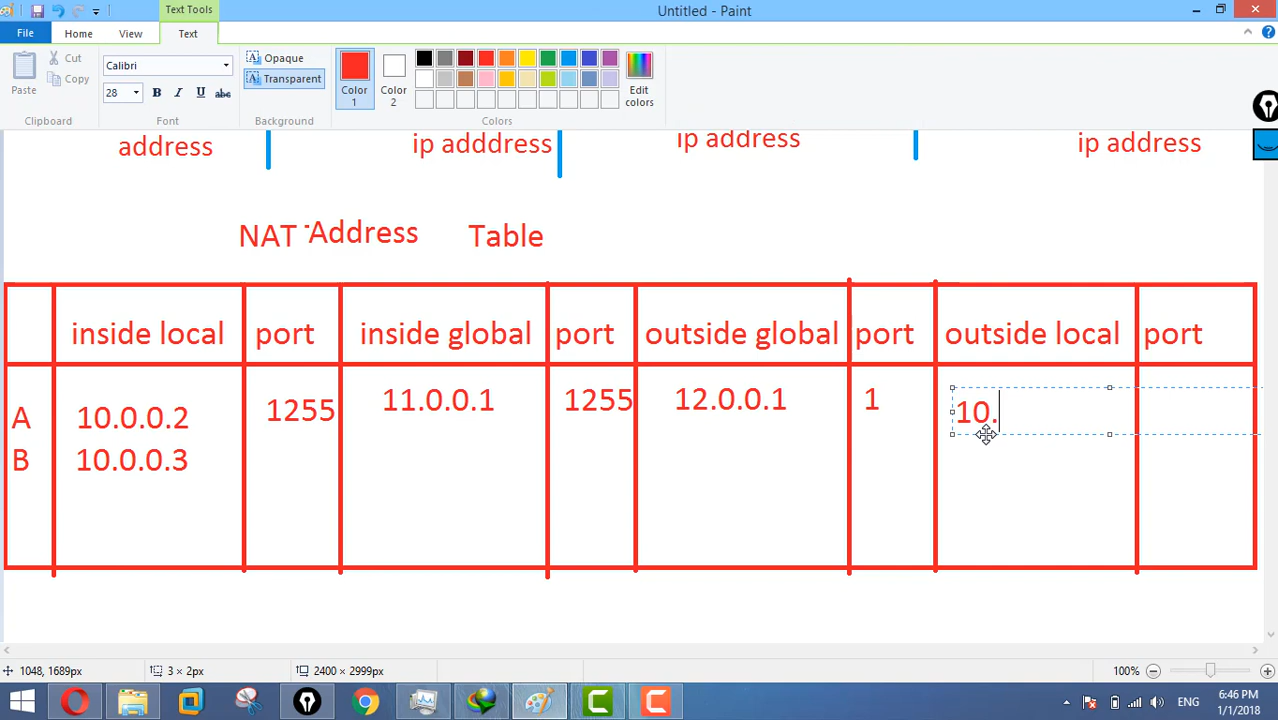 Text Tools
Untitled - Paint
File Home View Text
Paste
Cut
Copy
Clipboard
Calibri
28
B I U abc
Font
Opaque
Transparent
Background
Color 1
Color 2
Edit colors
Colors
address ip adddress ip address ip address
NAT Address Table
inside local port inside global port outside global port outside local port
A 10.0.0.2 1255 11.0.0.1 1255 12.0.0.1 1 10.
B 10.0.0.3
1048, 1689px 3 × 2px 2400 × 2999px 100%
ENG
6:46 PM
1/1/2018